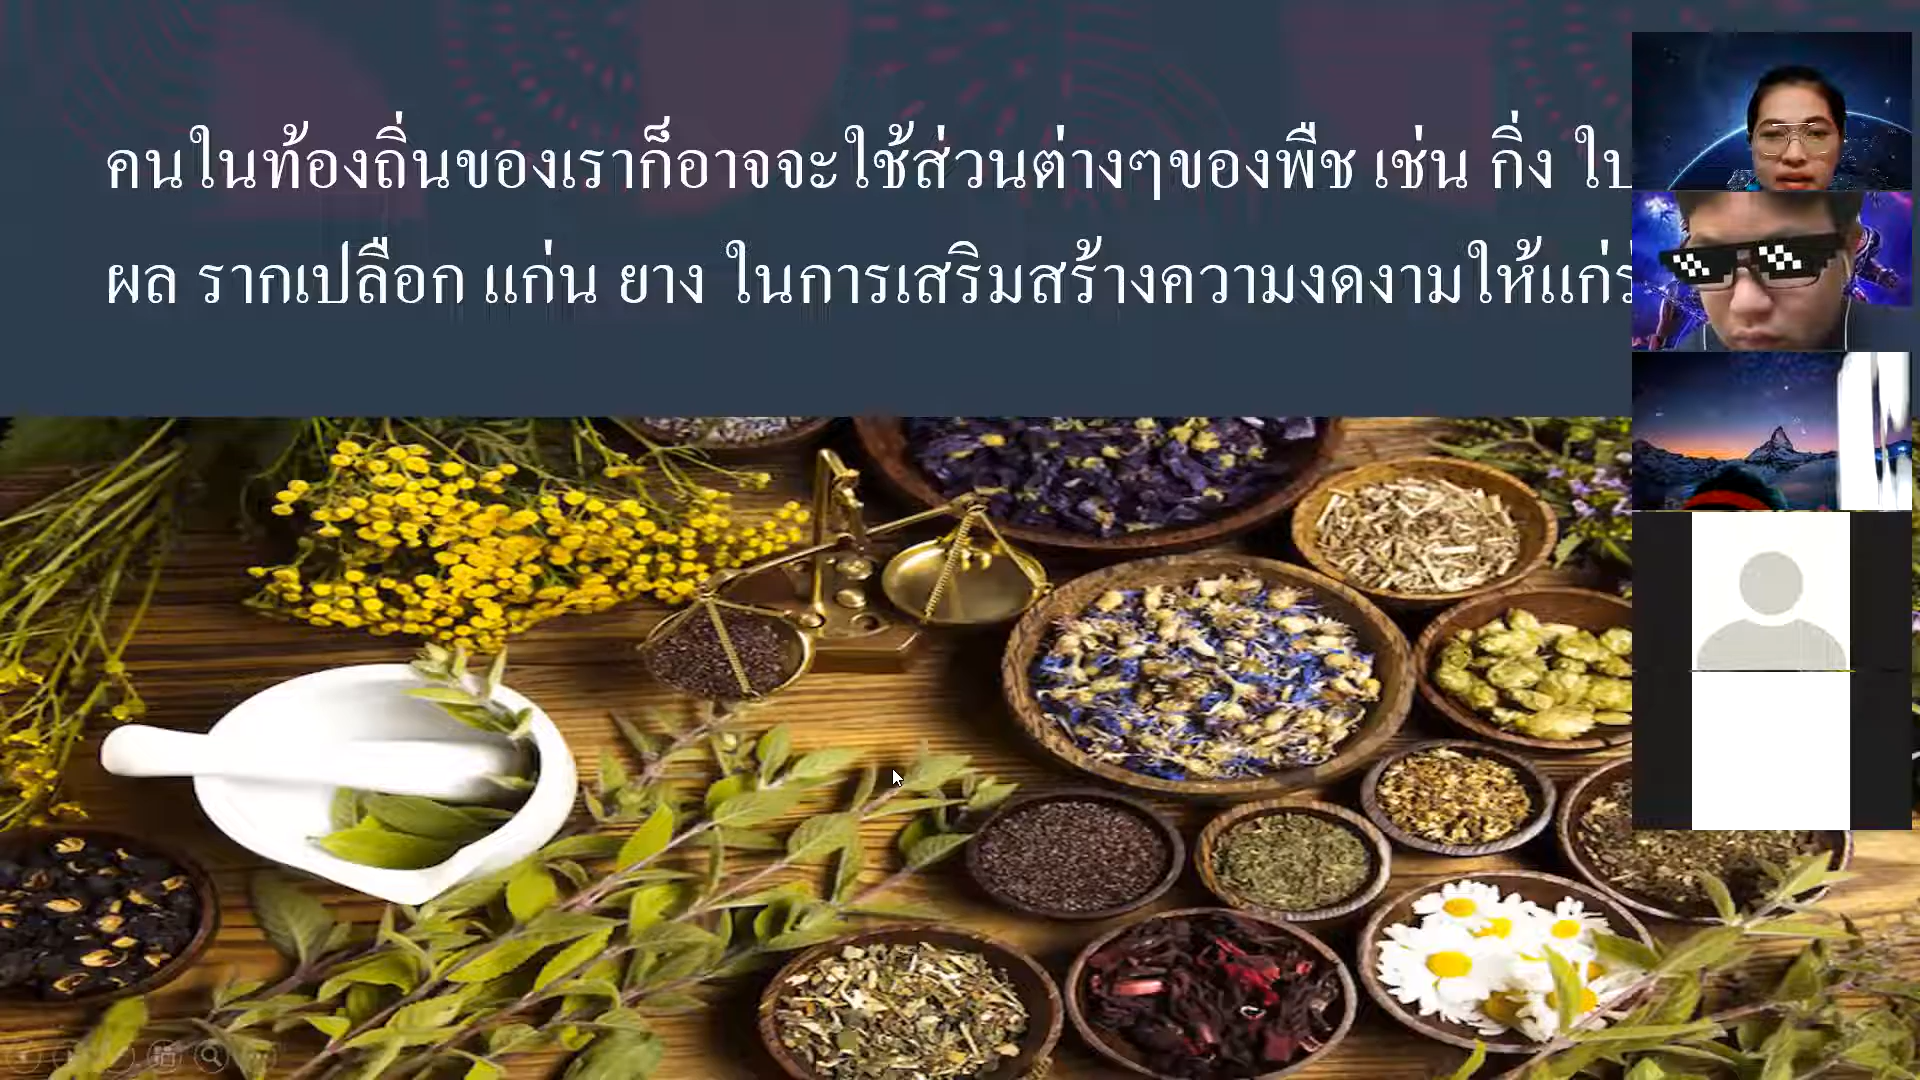 คนในท้องถิ่นของเราก็อาจจะใช้ส่วนต่างๆของพืช เช่น กิ่ง
ผล รากเปลือก แก่น ยาง ในการเสริมสร้างความงดงามให้แก่